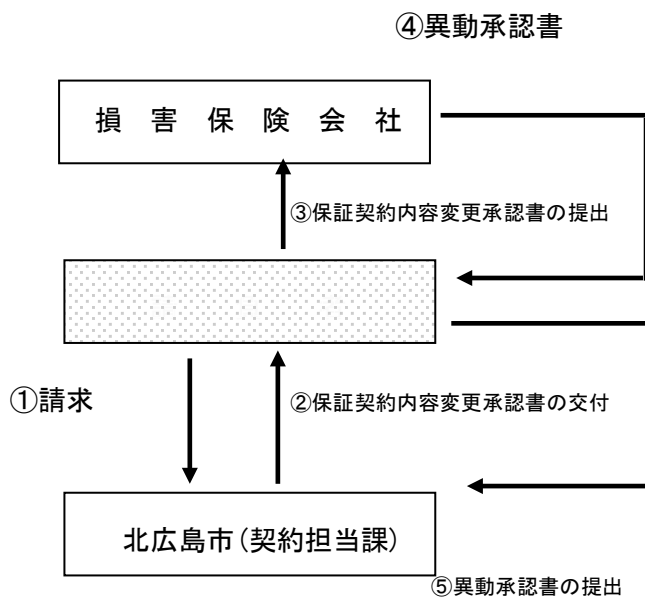 ④異動承認書
損 害 保 険 会 社
③保証契約内容変更承認書の提出
①請求
②保証契約内容変更承認書の交付
北広島市（契約担当課）
⑤異動承認書の提出